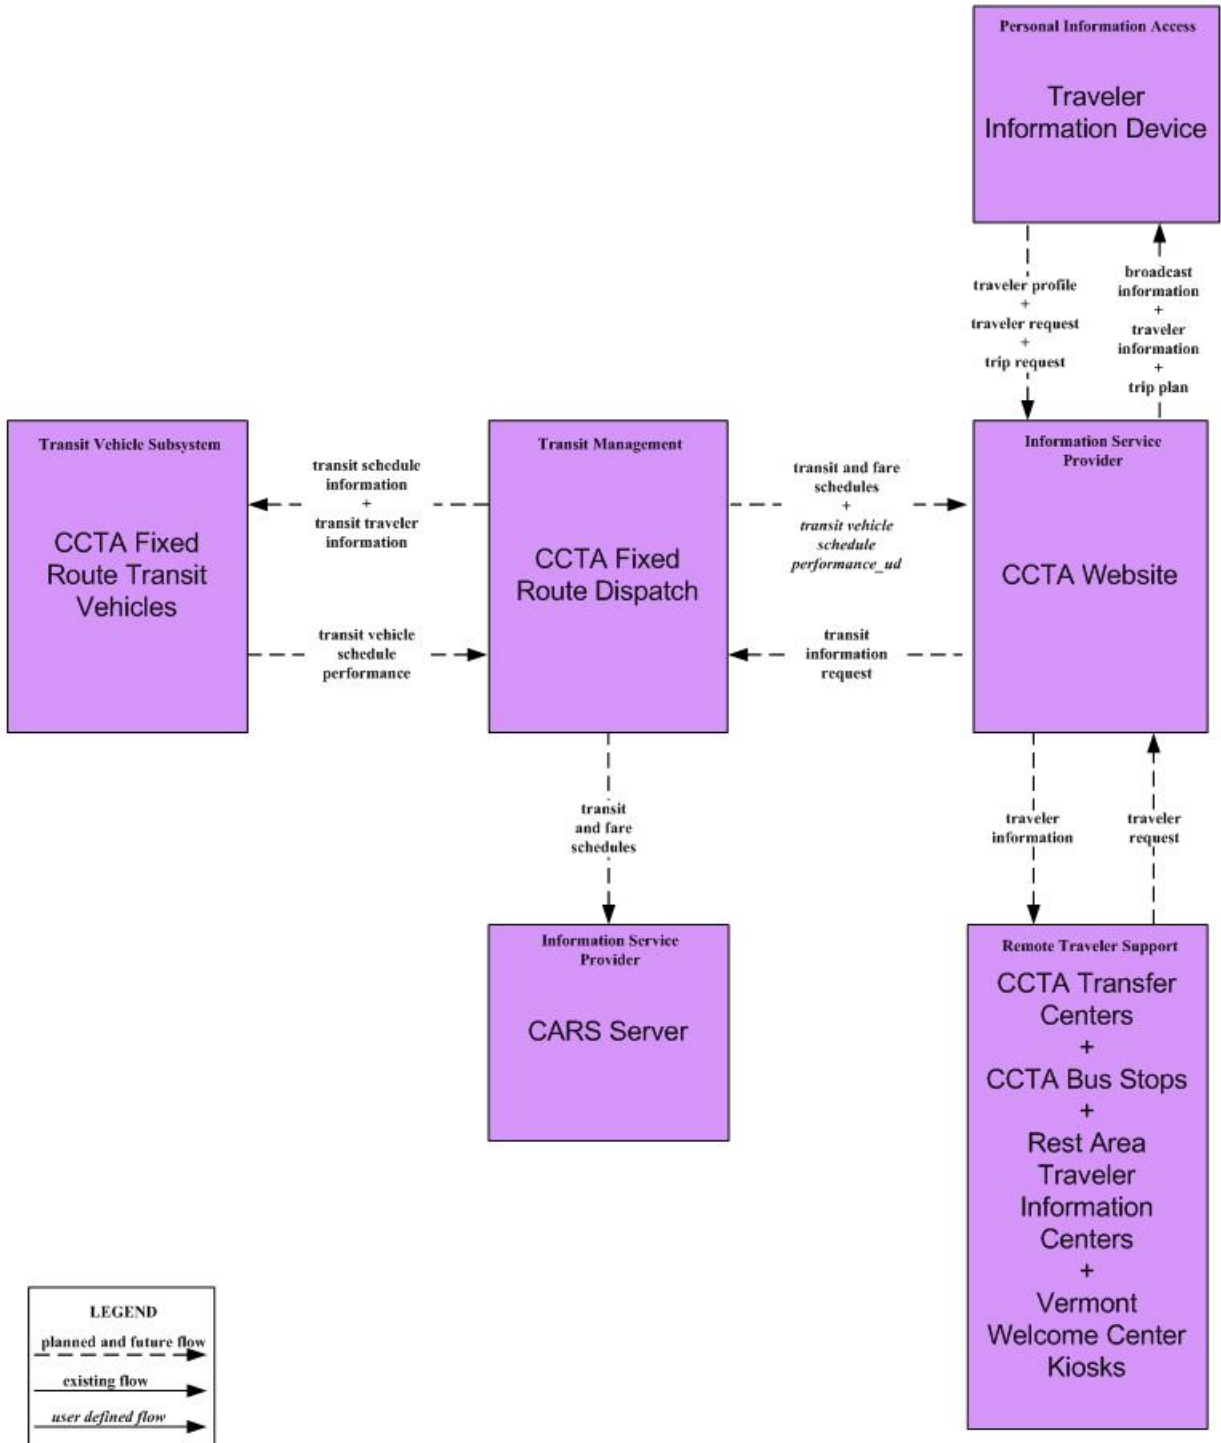 Personal Information Access
Traveler
Information Device
traveler profile
+
traveler request
+
trip request
broadcast
information
+
traveler
information
+
trip plan
Transit Vehicle Subsystem
CCTA Fixed
Route Transit
Vehicles
transit schedule
information
+
transit traveler
information
transit vehicle
schedule
performance
Transit Management
CCTA Fixed
Route Dispatch
transit and fare
schedules
+
transit vehicle
schedule
performance_ud
transit
information
request
Information Service
Provider
CCTA Website
transit
and fare
schedules
traveler
information
traveler
request
Information Service
Provider
CARS Server
Remote Traveler Support
CCTA Transfer
Centers
+
CCTA Bus Stops
+
Rest Area
Traveler
Information
Centers
+
Vermont
Welcome Center
Kiosks
LEGEND
planned and future flow
existing flow
user defined flow